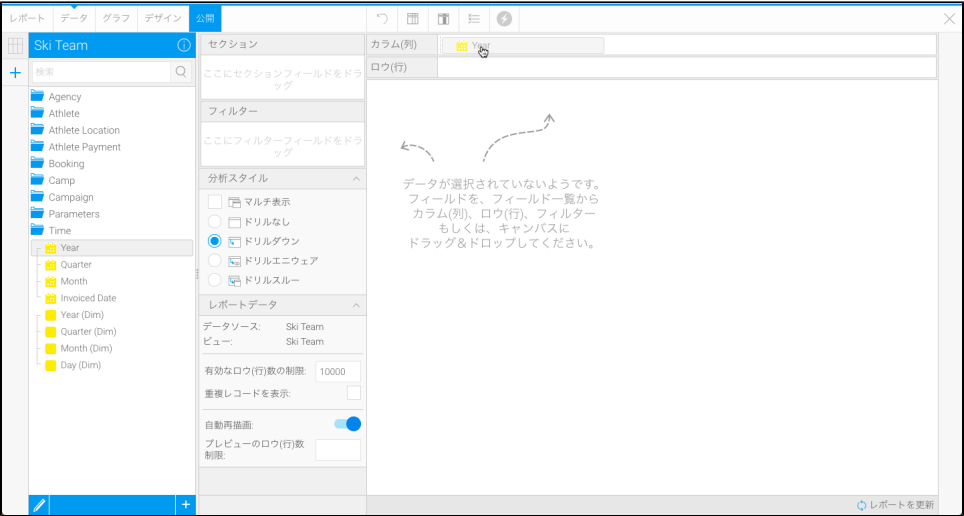 レポート
データ
グラフ
デザイン
公開
Ski Team
検索
Agency
Athlete
Athlete Location
Athlete Payment
Booking
Camp
Campaign
Parameters
Time
Year
Quarter
Month
Invoiced Date
Year (Dim)
Quarter (Dim)
Month (Dim)
Day (Dim)
セクション
ここにセクションフィールドをドラ
ッグ
フィルター
ここにフィルターフィールドをドラ
ッグ
分析スタイル
マルチ表示
ドリルなし
ドリルダウン
ドリルエニウェア
ドリルスルー
レポートデータ
データソース: Ski Team
ビュー: Ski Team
有効なロウ(行)数の制限: 10000
重複レコードを表示:
自動再描画:
プレビューのロウ(行)数
制限:
カラム(列)
Year
ロウ(行)
データが選択されていないようです。
フィールドを、フィールド一覧から
カラム(列)、ロウ(行)、フィルター
もしくは、キャンバスに
ドラッグ＆ドロップしてください。
レポートを更新